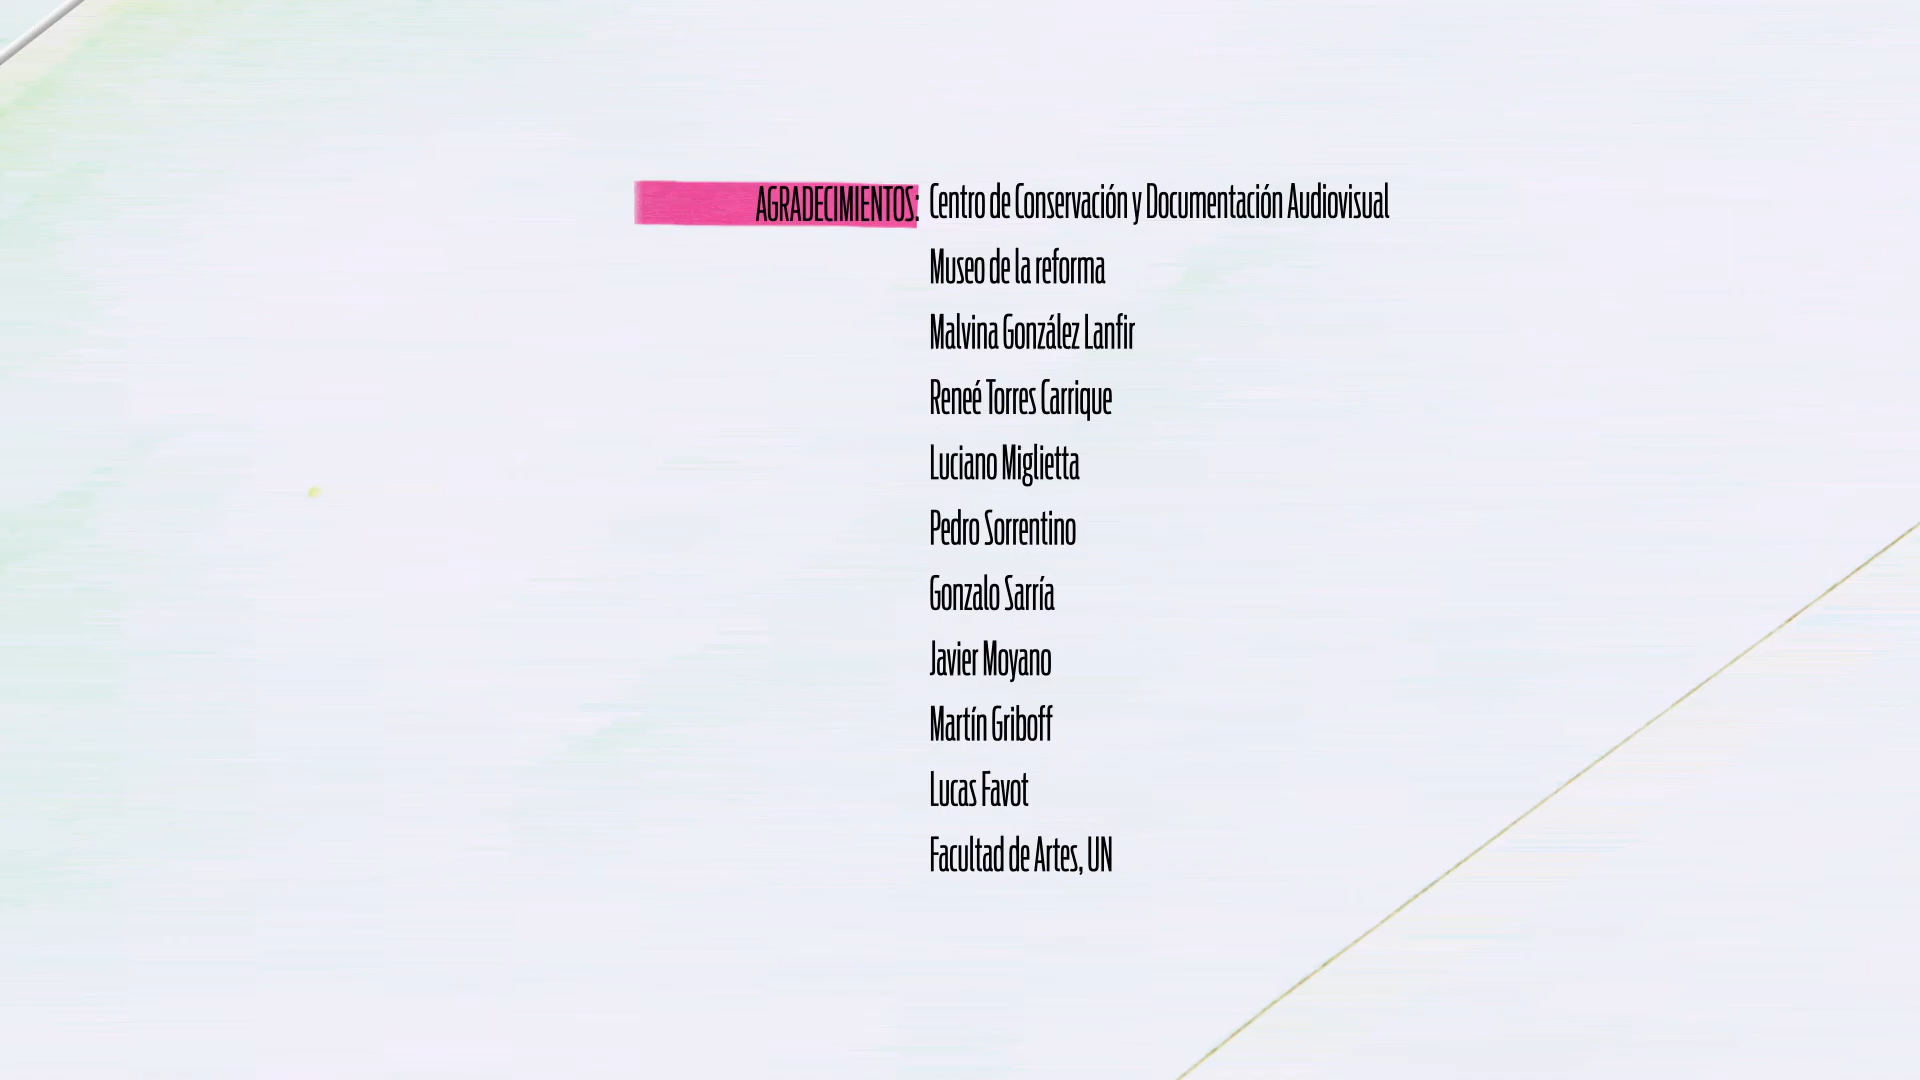 AGRADECIMIENTOS: Centro de Conservación y Documentación Audiovisual
Museo de la reforma
Malvina González Lanfir
Reneé Torres Carrique
Luciano Miglietta
Pedro Sorrentino
Gonzalo Sarría
Javier Moyano
Martín Griboff
Lucas Favot
Facultad de Artes, UN